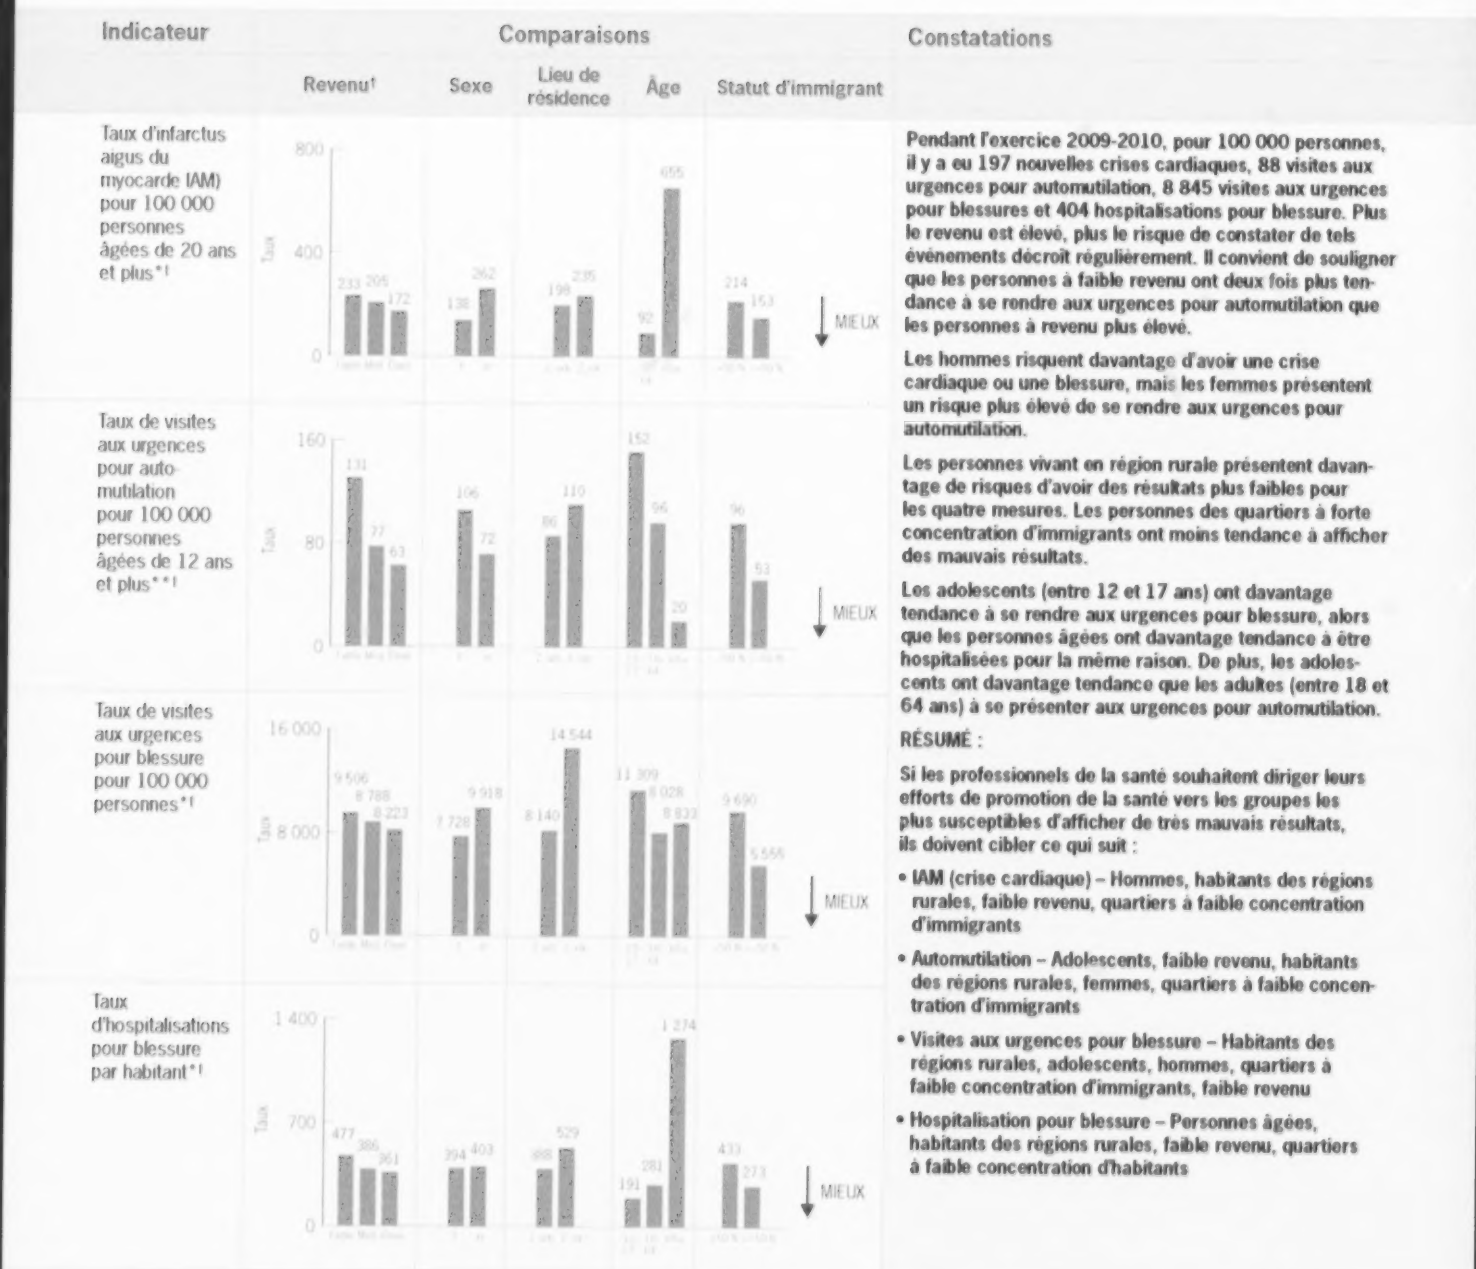 Indicateur
Comparaisons
Constatations
Revenu†
Sexe
Lieu de
résidence
Âge
Statut d'immigrant
Taux d'infarctus
aigus du
myocarde IAM)
pour 100 000
personnes
âgées de 20 ans
et plus*‡
800
400
0
Taux
233 205 172
138 262
198 235
92 655
214 153
MIEUX
Taux de visites
aux urgences
pour auto-
mutilation
pour 100 000
personnes
âgées de 12 ans
et plus**‡
160
80
0
Taux
131 77 63
106 72
86 110
152 96 20
96 53
MIEUX
Taux de visites
aux urgences
pour blessure
pour 100 000
personnes*‡
16 000
8 000
0
Taux
9 506 8 788 8 223
7 728 9 918
8 140 14 544
11 309 8 028 8 833
9 690 5 555
MIEUX
Taux
d'hospitalisations
pour blessure
par habitant*‡
1 400
700
0
Taux
477 386 361
394 403
388 529
191 281 1 274
433 273
MIEUX
Pendant l'exercice 2009-2010, pour 100 000 personnes,
il y a eu 197 nouvelles crises cardiaques, 88 visites aux
urgences pour automutilation, 8 845 visites aux urgences
pour blessures et 404 hospitalisations pour blessure. Plus
le revenu est élevé, plus le risque de constater de tels
événements décroît régulièrement. Il convient de souligner
que les personnes à faible revenu ont deux fois plus ten-
dance à se rendre aux urgences pour automutilation que
les personnes à revenu plus élevé.
Les hommes risquent davantage d'avoir une crise
cardiaque ou une blessure, mais les femmes présentent
un risque plus élevé de se rendre aux urgences pour
automutilation.
Les personnes vivant en région rurale présentent davan-
tage de risques d'avoir des résultats plus faibles pour
les quatre mesures. Les personnes des quartiers à forte
concentration d'immigrants ont moins tendance à afficher
des mauvais résultats.
Les adolescents (entre 12 et 17 ans) ont davantage
tendance à se rendre aux urgences pour blessure, alors
que les personnes âgées ont davantage tendance à être
hospitalisées pour la même raison. De plus, les adoles-
cents ont davantage tendance que les adultes (entre 18 et
64 ans) à se présenter aux urgences pour automutilation.
RÉSUMÉ :
Si les professionnels de la santé souhaitent diriger leurs
efforts de promotion de la santé vers les groupes les
plus susceptibles d'afficher de très mauvais résultats,
ils doivent cibler ce qui suit :
• IAM (crise cardiaque) – Hommes, habitants des régions
rurales, faible revenu, quartiers à faible concentration
d'immigrants
• Automutilation – Adolescents, faible revenu, habitants
des régions rurales, femmes, quartiers à faible concen-
tration d'immigrants
• Visites aux urgences pour blessure – Habitants des
régions rurales, adolescents, hommes, quartiers à
faible concentration d'immigrants, faible revenu
• Hospitalisation pour blessure – Personnes âgées,
habitants des régions rurales, faible revenu, quartiers
à faible concentration d'habitants